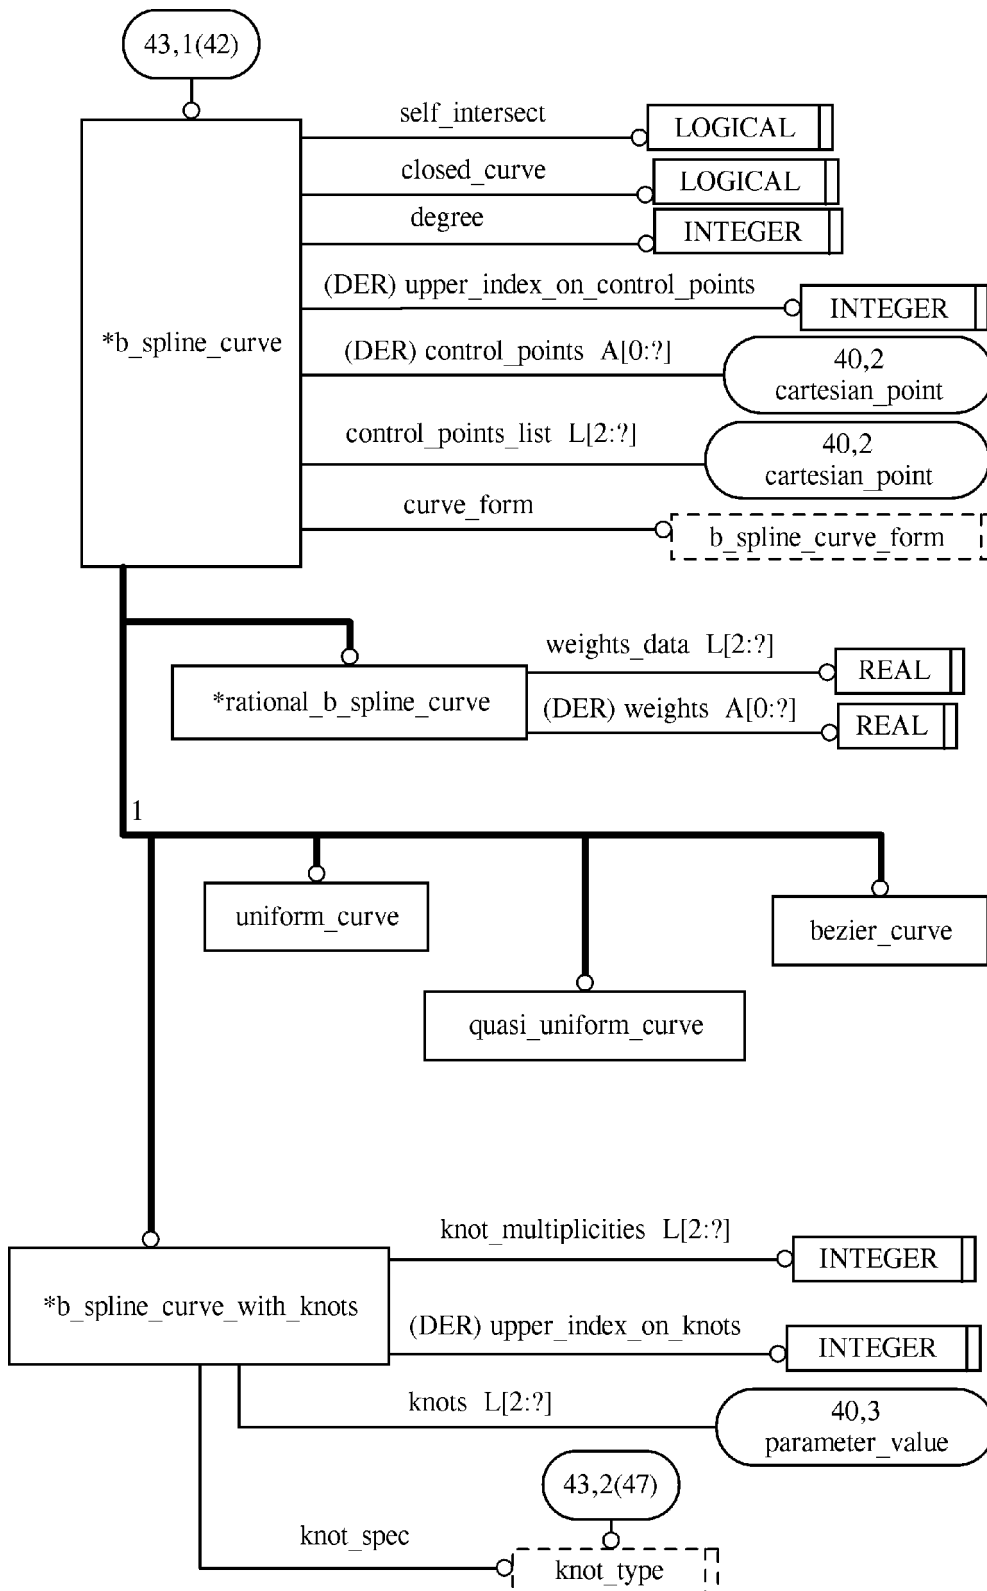 43,1(42)
self_intersect
LOGICAL
closed_curve
LOGICAL
degree
INTEGER
(DER) upper_index_on_control_points
INTEGER
*b_spline_curve
(DER) control_points A[0:?]
40,2
cartesian_point
control_points_list L[2:?]
40,2
cartesian_point
curve_form
b_spline_curve_form
weights_data L[2:?]
REAL
*rational_b_spline_curve
(DER) weights A[0:?]
REAL
1
uniform_curve
bezier_curve
quasi_uniform_curve
knot_multiplicities L[2:?]
INTEGER
*b_spline_curve_with_knots
(DER) upper_index_on_knots
INTEGER
knots L[2:?]
40,3
parameter_value
43,2(47)
knot_spec
knot_type